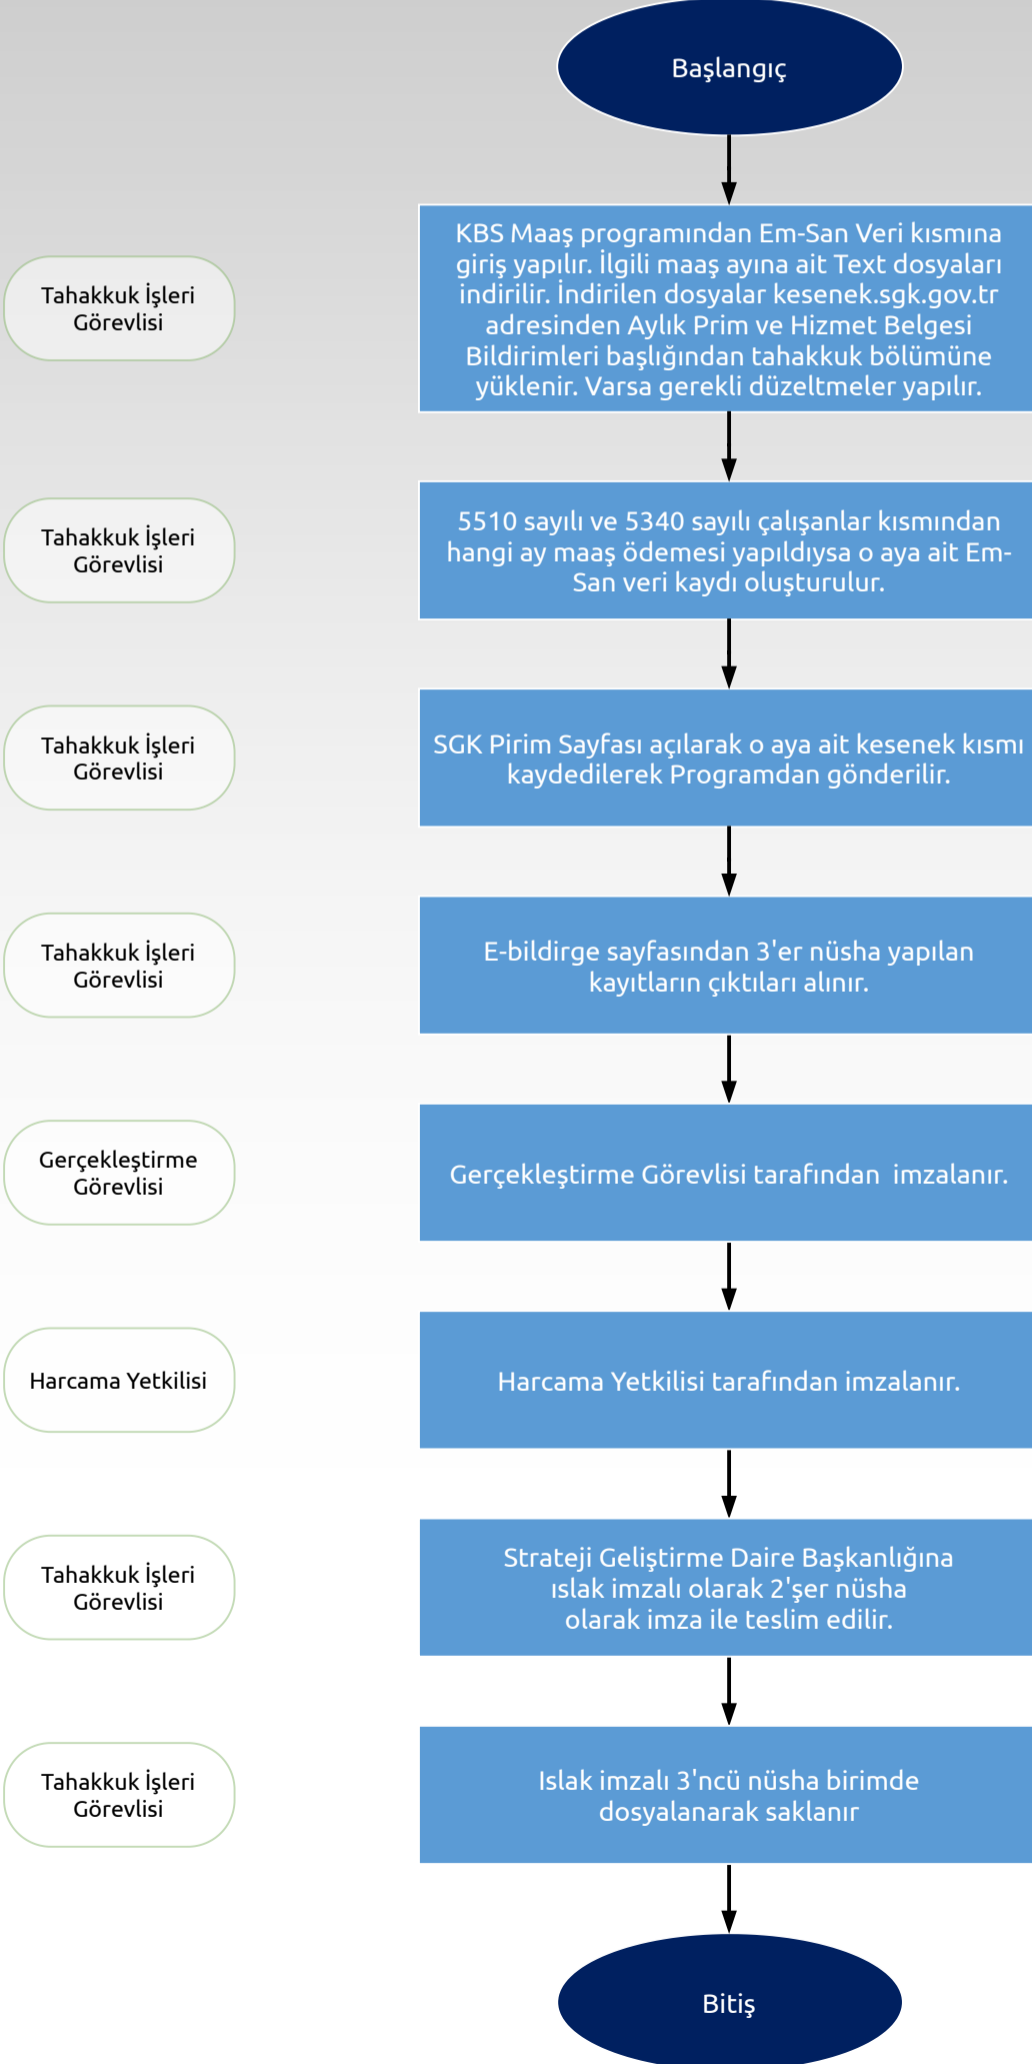 Başlangıç
Tahakkuk İşleri
Görevlisi
KBS Maaş programından Em-San Veri kısmına
giriş yapılır. İlgili maaş ayına ait Text dosyaları
indirilir. İndirilen dosyalar kesenek.sgk.gov.tr
adresinden Aylık Prim ve Hizmet Belgesi
Bildirimleri başlığından tahakkuk bölümüne
yüklenir. Varsa gerekli düzeltmeler yapılır.
Tahakkuk İşleri
Görevlisi
5510 sayılı ve 5340 sayılı çalışanlar kısmından
hangi ay maaş ödemesi yapıldıysa o aya ait Em-
San veri kaydı oluşturulur.
Tahakkuk İşleri
Görevlisi
SGK Pirim Sayfası açılarak o aya ait kesenek kısmı
kaydedilerek Programdan gönderilir.
Tahakkuk İşleri
Görevlisi
E-bildirge sayfasından 3'er nüsha yapılan
kayıtların çıktıları alınır.
Gerçekleştirme
Görevlisi
Gerçekleştirme Görevlisi tarafından  imzalanır.
Harcama Yetkilisi
Harcama Yetkilisi tarafından imzalanır.
Tahakkuk İşleri
Görevlisi
Strateji Geliştirme Daire Başkanlığına
ıslak imzalı olarak 2'şer nüsha
olarak imza ile teslim edilir.
Tahakkuk İşleri
Görevlisi
Islak imzalı 3'ncü nüsha birimde
dosyalanarak saklanır
Bitiş